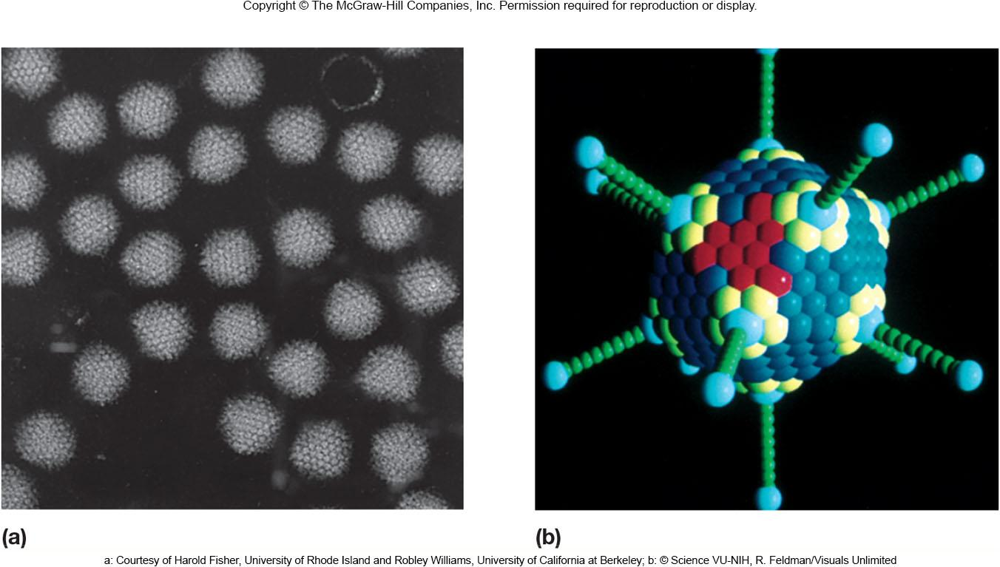 Copyright © The McGraw-Hill Companies, Inc. Permission required for reproduction or display.
(a)
(b)
a: Courtesy of Harold Fisher, University of Rhode Island and Robley Williams, University of California at Berkeley; b: © Science VU-NIH, R. Feldman/Visuals Unlimited